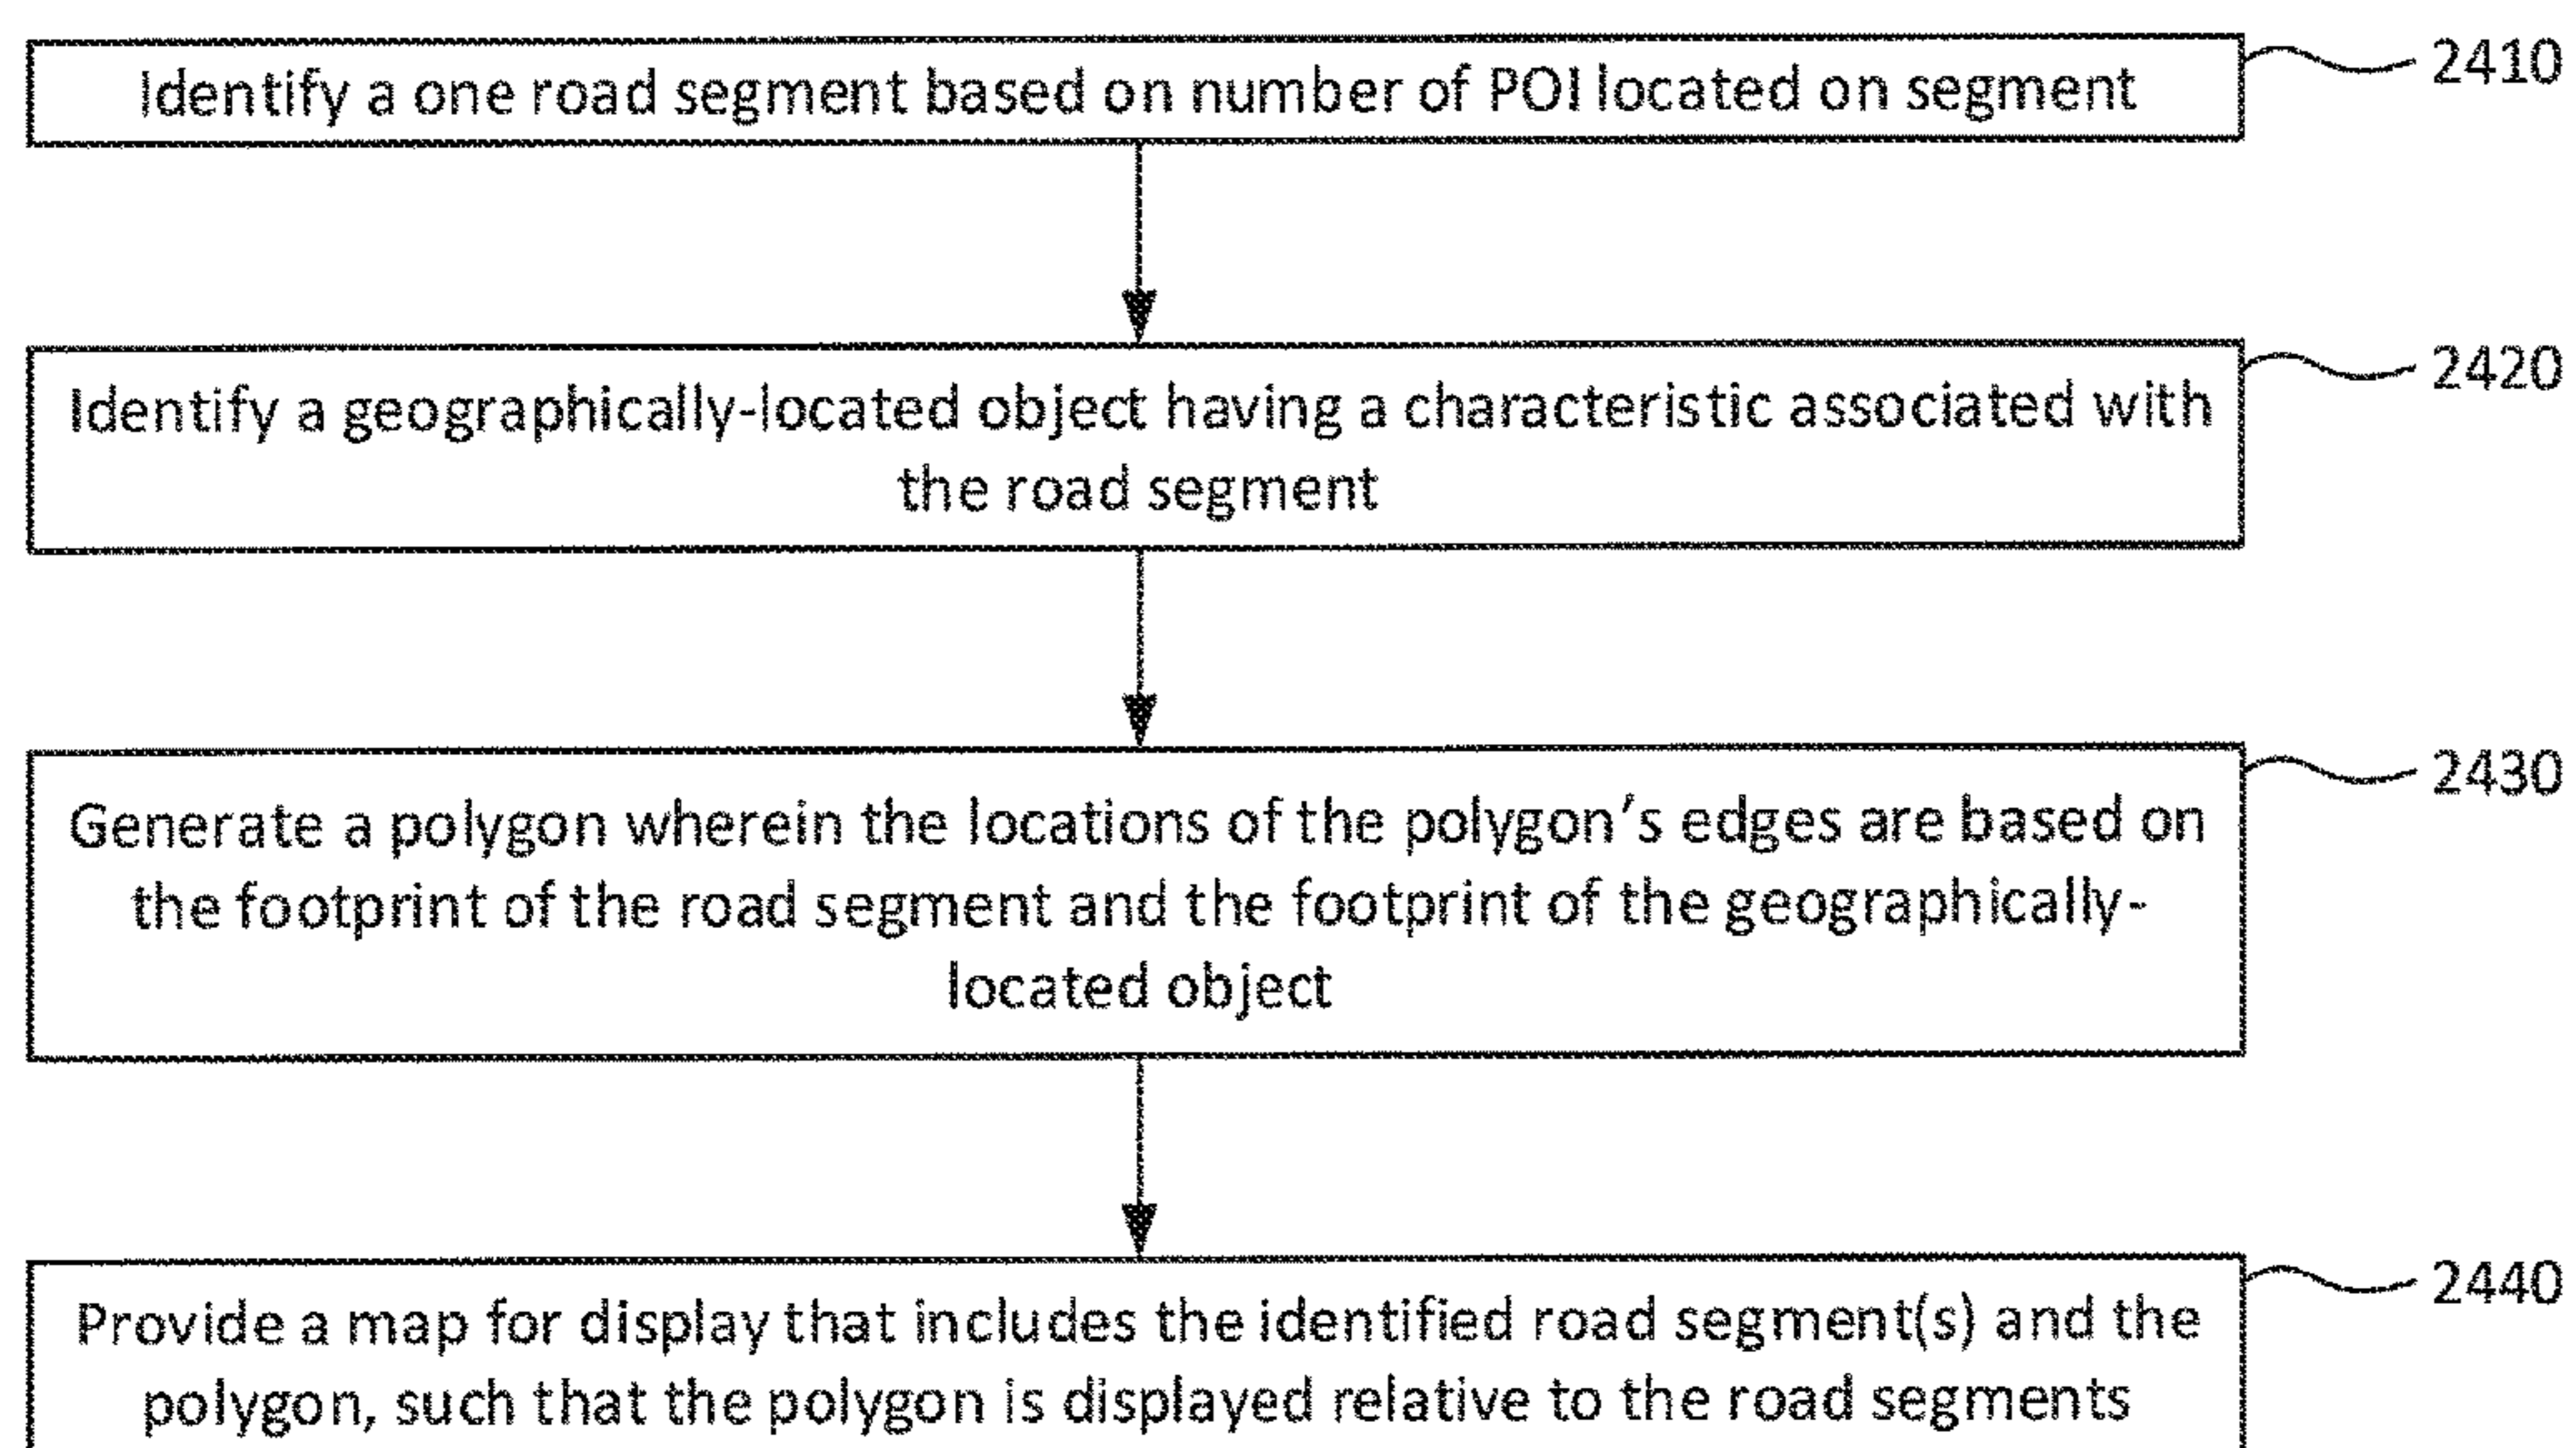 Identify a one road segment based on number of POI located on segment
2410
Identify a geographically-located object having a characteristic associated with
the road segment
2420
Generate a polygon wherein the locations of the polygon's edges are based on
the footprint of the road segment and the footprint of the geographically-
located object
2430
Provide a map for display that includes the identified road segment(s) and the
polygon, such that the polygon is displayed relative to the road segments
2440